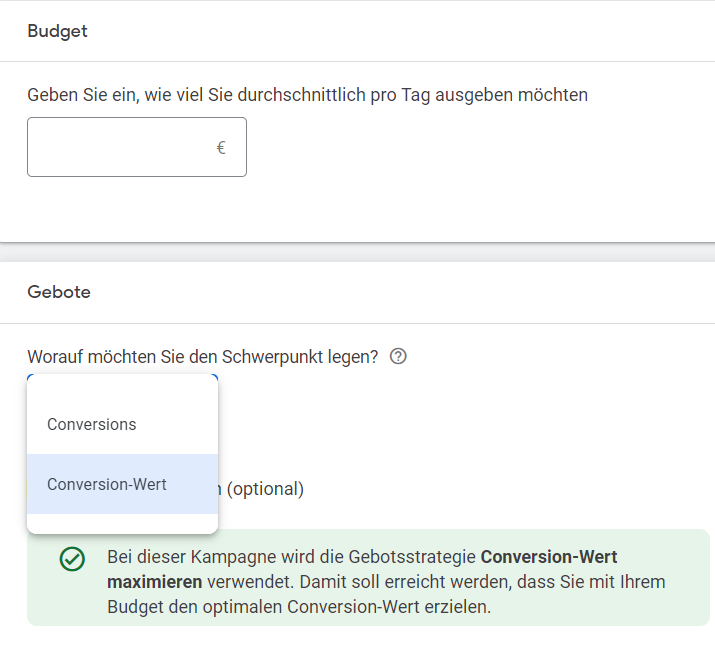 Budget
Geben Sie ein, wie viel Sie durchschnittlich pro Tag ausgeben möchten
€
Gebote
Worauf möchten Sie den Schwerpunkt legen?
Conversions
Conversion-Wert
(optional)
Bei dieser Kampagne wird die Gebotsstrategie Conversion-Wert
maximieren verwendet. Damit soll erreicht werden, dass Sie mit Ihrem
Budget den optimalen Conversion-Wert erzielen.